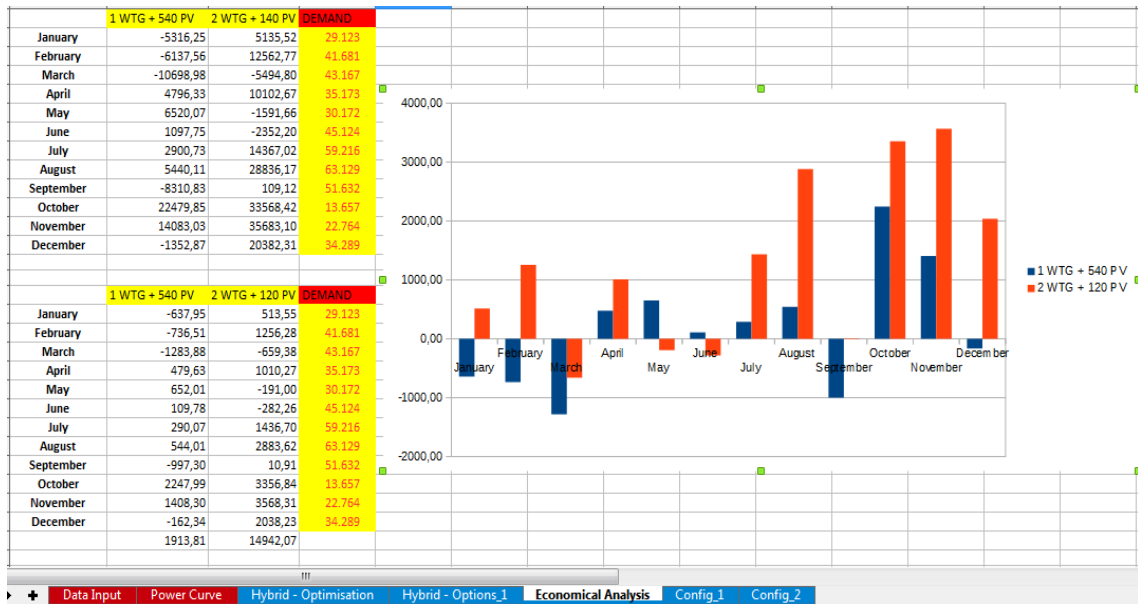 1 WTG + 540 PV 2 WTG + 140 PV DEMAND
January -5316,25 5135,52 29.123
February -6137,56 12562,77 41.681
March -10698,98 -5494,80 43.167
April 4796,33 10102,67 35.173
May 6520,07 -1591,66 30.172
June 1097,75 -2352,20 45.124
July 2900,73 14367,02 59.216
August 5440,11 28836,17 63.129
September -8310,83 109,12 51.632
October 22479,85 33568,42 13.657
November 14083,03 35683,10 22.764
December -1352,87 20382,31 34.289
1 WTG + 540 PV 2 WTG + 120 PV DEMAND
January -637,95 513,55 29.123
February -736,51 1256,28 41.681
March -1283,88 -659,38 43.167
April 479,63 1010,27 35.173
May 652,01 -191,00 30.172
June 109,78 -282,26 45.124
July 290,07 1436,70 59.216
August 544,01 2883,62 63.129
September -997,30 10,91 51.632
October 2247,99 3356,84 13.657
November 1408,30 3568,31 22.764
December -162,34 2038,23 34.289
1913,81 14942,07
4000,00
3000,00
2000,00
1000,00
0,00
-1000,00
-2000,00
February April June August October December
January March May July September November
1 WTG + 540 PV
2 WTG + 120 PV
Data Input Power Curve Hybrid - Optimisation Hybrid - Options_1 Economical Analysis Config_1 Config_2